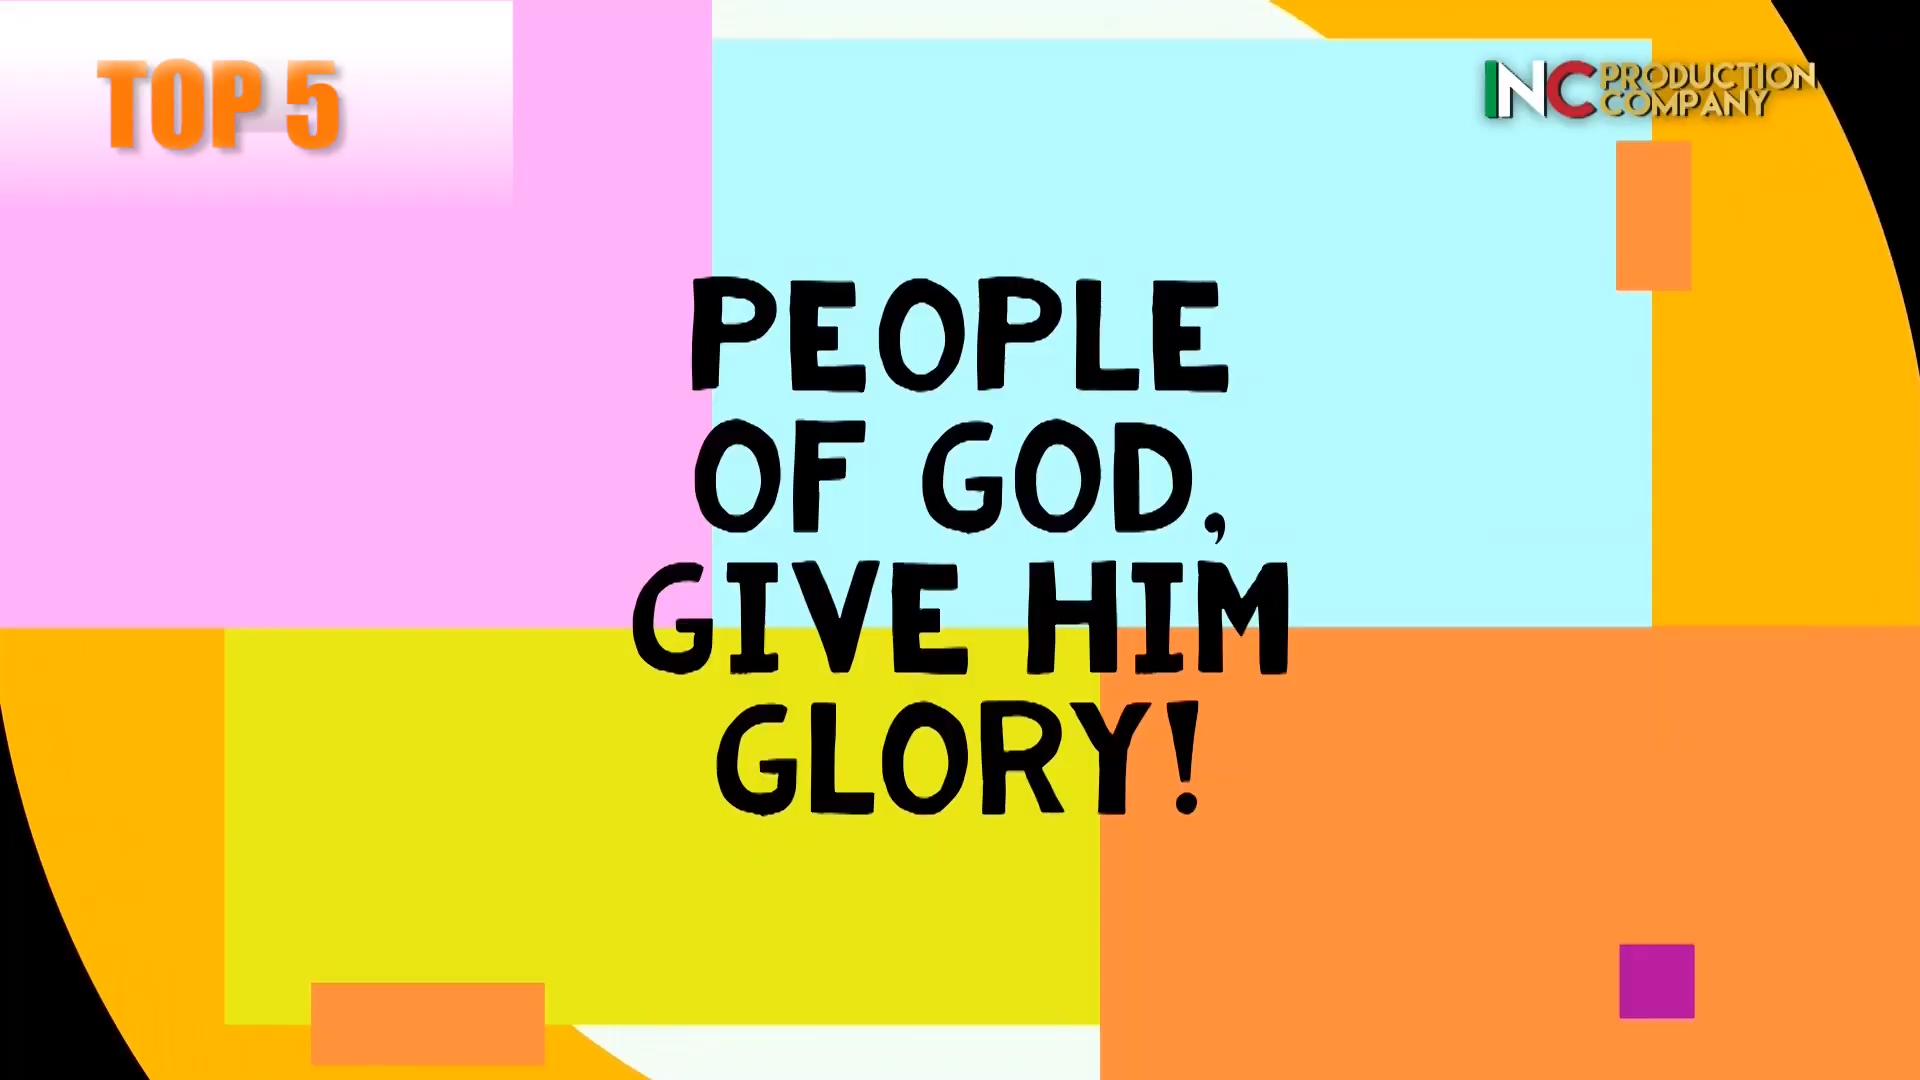 TOP 5
INC PRODUCTION
COMPANY
PEOPLE
OF GOD,
GIVE HIM
GLORY!